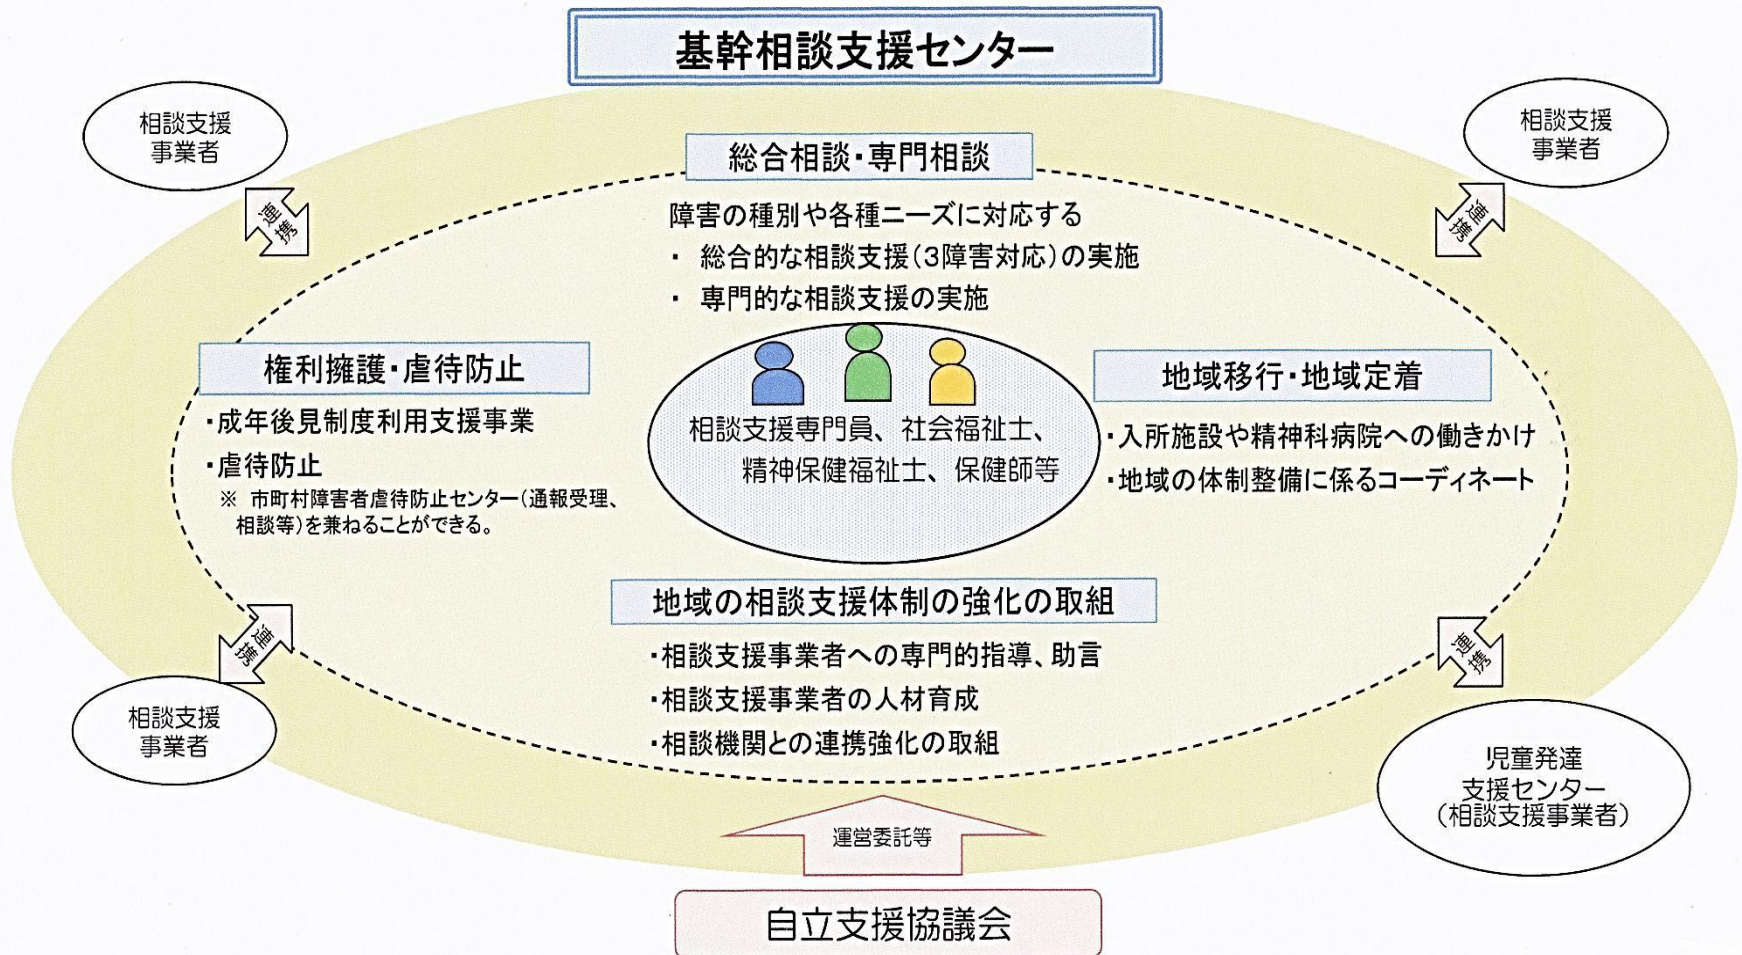 基幹相談支援センター
相談支援
事業者
相談支援
事業者
連携
連携
総合相談・専門相談
障害の種別や各種ニーズに対応する
・ 総合的な相談支援(3障害対応)の実施
・ 専門的な相談支援の実施
権利擁護・虐待防止
・成年後見制度利用支援事業
・虐待防止
※ 市町村障害者虐待防止センター(通報受理、
相談等)を兼ねることができる。
相談支援専門員、社会福祉士、
精神保健福祉士、保健師等
地域移行・地域定着
・入所施設や精神科病院への働きかけ
・地域の体制整備に係るコーディネート
地域の相談支援体制の強化の取組
・相談支援事業者への専門的指導、助言
・相談支援事業者の人材育成
・相談機関との連携強化の取組
連携
連携
相談支援
事業者
児童発達
支援センター
(相談支援事業者)
運営委託等
自立支援協議会